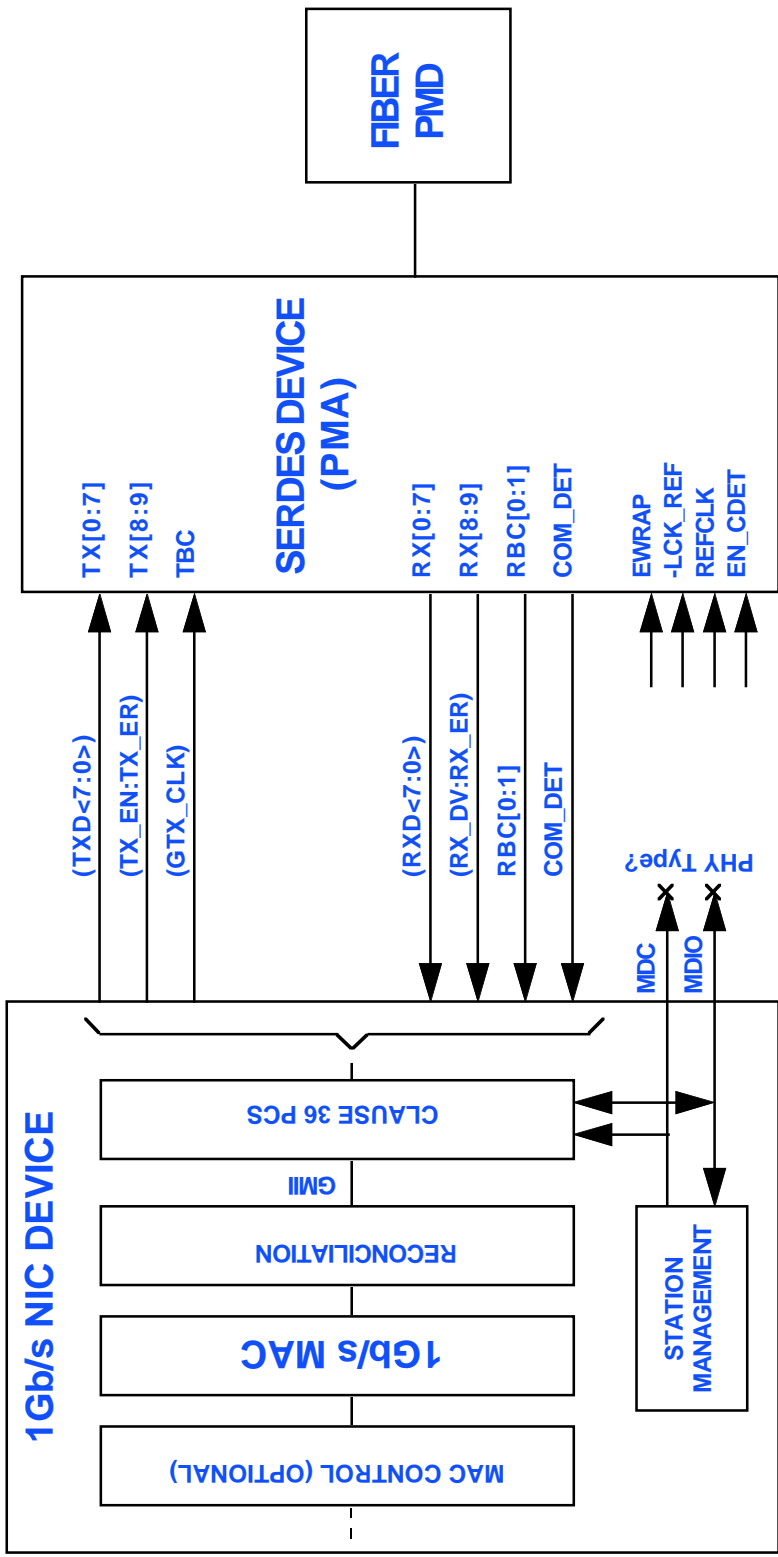 1Gb/s NIC DEVICE
MAC CONTROL (OPTIONAL)
1Gb/s MAC
RECONCILIATION
GMII
CLAUSE 36 PCS
STATION
MANAGEMENT
(TXD<7:0>)
(TX_EN:TX_ER)
(GTX_CLK)
(RXD<7:0>)
(RX_DV:RX_ER)
RBC[0:1]
COM_DET
MDC
MDIO
PHY Type?
TX[0:7]
TX[8:9]
TBC
SERDES DEVICE
(PMA)
RX[0:7]
RX[8:9]
RBC[0:1]
COM_DET
EWRAP
-LCK_REF
REFCLK
EN_CDET
FIBER
PMD